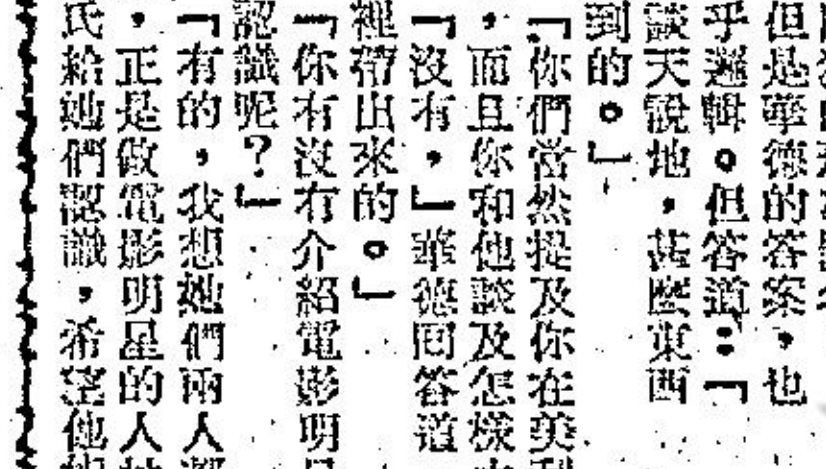 但是華德的答案，也
乎邏輯。但答道：「
談天說地，甚麼東西
到的。」
「你們當然提及你在美
，而且你和他談及怎樣
「沒有，」華德回答道
裡帶出來的。」
「你有沒有介紹電影明
認識呢？」
「有的，我想她們兩人
，正是做電影明星的人
氏給她們認識，希望他